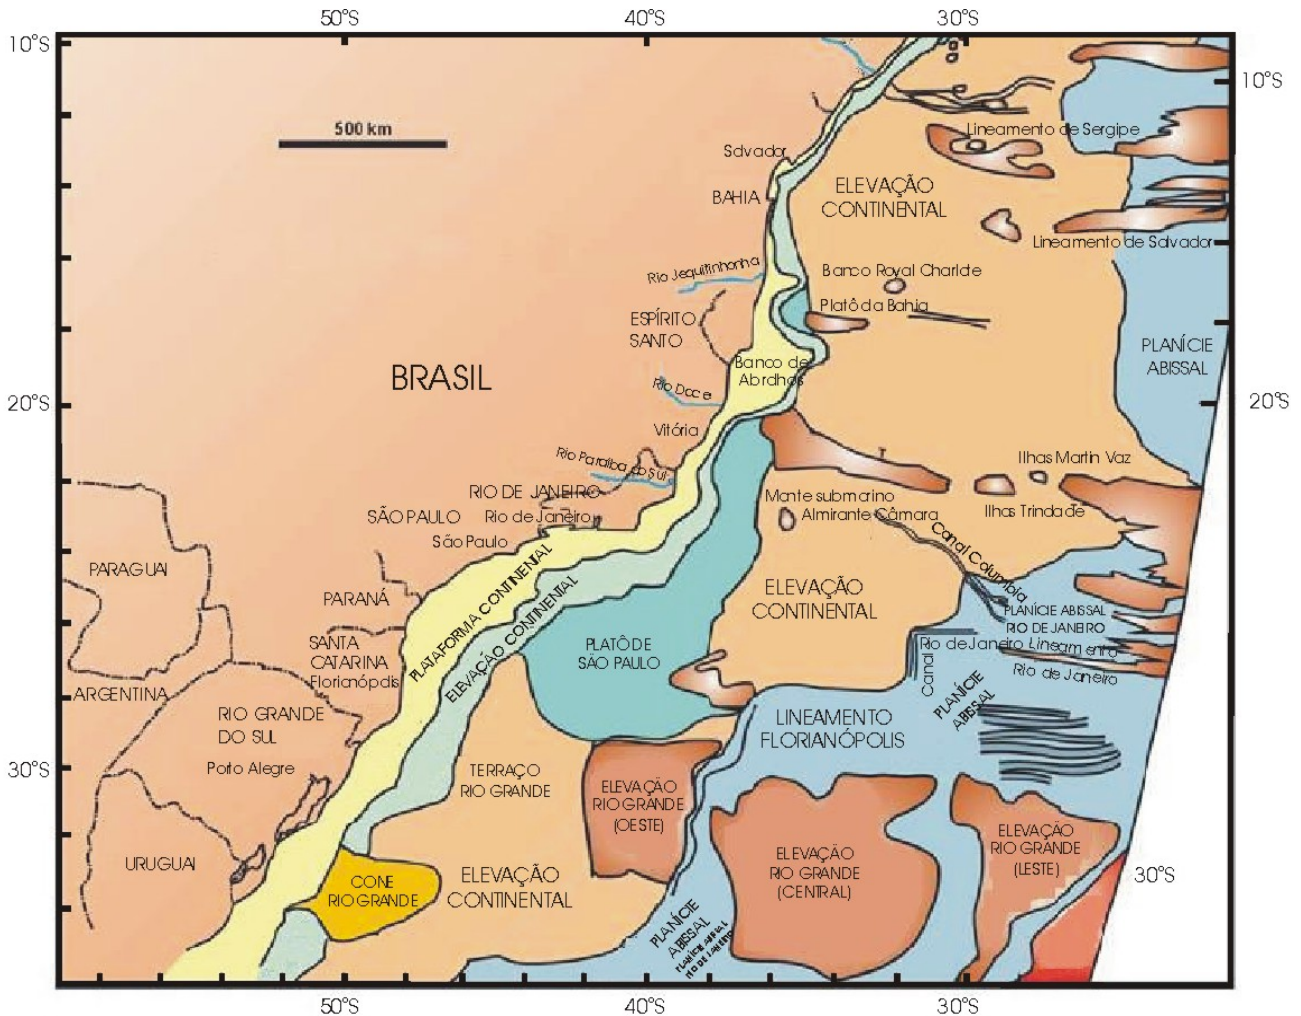 50°S
40°S
30°S
10°S
10°S
500 km
Lineamento de Sergipe
Salvador
ELEVAÇÃO
CONTINENTAL
BAHIA
Lineamento de Salvador
Rio Jequitinhonha
Banco Royal Charlote
Platô da Bahia
ESPÍRITO
SANTO
PLANÍCIE
ABISSAL
Banco de
Abrolhos
BRASIL
Rio Doce
20°S
20°S
Vitória
Rio Paraíba do Sul
Ilhas Martin Vaz
RIO DE JANEIRO
Mante submarino
Almirante Câmara
Ilhas Trindade
SÃO PAULO
Rio de Janeiro
São Paulo
Canal Columbia
PLATAFORMA CONTINENTAL
ELEVAÇÃO CONTINENTAL
PARAGUAI
PARANÁ
ELEVAÇÃO
CONTINENTAL
PLANÍCIE ABISSAL
RIO DE JANEIRO
SANTA
CATARINA
Florianópolis
PLATÔ DE
SÃO PAULO
Rio de Janeiro Lineamento
Rio de Janeiro
Canal
PLANÍCIE
ABISSAL
ARGENTINA
RIO GRANDE
DO SUL
LINEAMENTO
FLORIANÓPOLIS
Porto Alegre
30°S
TERRAÇO
RIO GRANDE
ELEVAÇÃO
RIO GRANDE
(OESTE)
ELEVAÇÃO
RIO GRANDE
(CENTRAL)
ELEVAÇÃO
RIO GRANDE
(LESTE)
URUGUAI
CONE
RIO GRANDE
ELEVAÇÃO
CONTINENTAL
30°S
PLANÍCIE
ABISSAL
PLANÍCIE ABISSAL
RIO DE JANEIRO
50°S
40°S
30°S